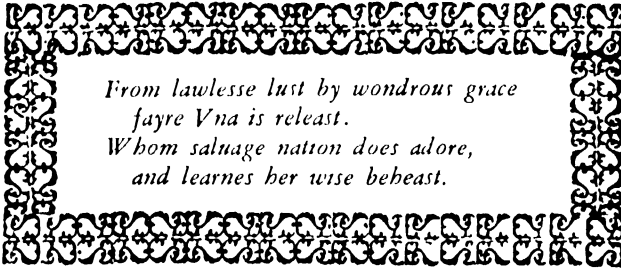 From lawlesse lust by wondrous grace
fayre Vna is releast.
Whom saluage nation does adore,
and learnes her wise beheast.